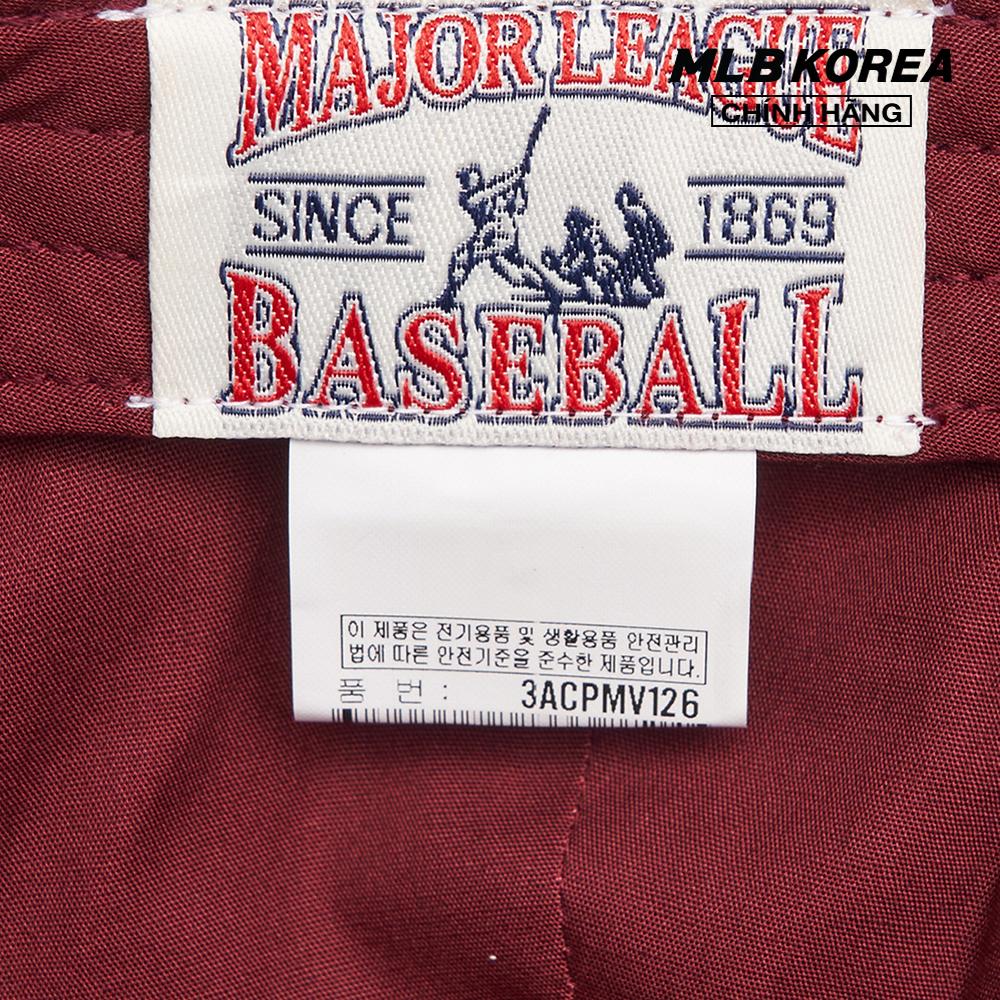 MAJOR LEAGUE
MLB KOREA
CHÍNH HÃNG
SINCE 1869
BASEBALL
이 제품은 전기용품 및 생활용품 안전관리
법에 따른 안전기준을 준수한 제품입니다.
품 번 : 3ACPMV126